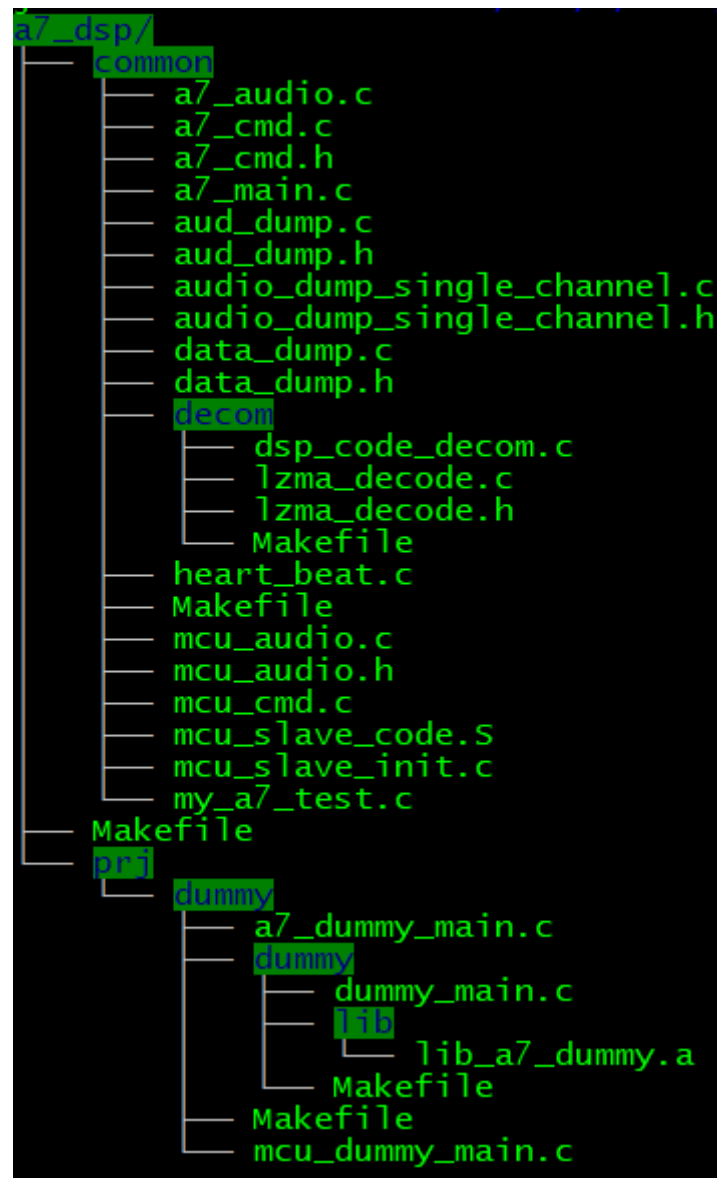 a7_dsp/
├── common
│   ├── a7_audio.c
│   ├── a7_cmd.c
│   ├── a7_cmd.h
│   ├── a7_main.c
│   ├── aud_dump.c
│   ├── aud_dump.h
│   ├── audio_dump_single_channel.c
│   ├── audio_dump_single_channel.h
│   ├── data_dump.c
│   ├── data_dump.h
│   ├── decom
│   │   ├── dsp_code_decom.c
│   │   ├── lzma_decode.c
│   │   ├── lzma_decode.h
│   │   └── Makefile
│   ├── heart_beat.c
│   ├── Makefile
│   ├── mcu_audio.c
│   ├── mcu_audio.h
│   ├── mcu_cmd.c
│   ├── mcu_slave_code.S
│   ├── mcu_slave_init.c
│   └── my_a7_test.c
├── Makefile
└── prj
    └── dummy
        ├── a7_dummy_main.c
        ├── dummy
        │   ├── dummy_main.c
        │   ├── lib
        │   │   └── lib_a7_dummy.a
        │   └── Makefile
        ├── Makefile
        └── mcu_dummy_main.c